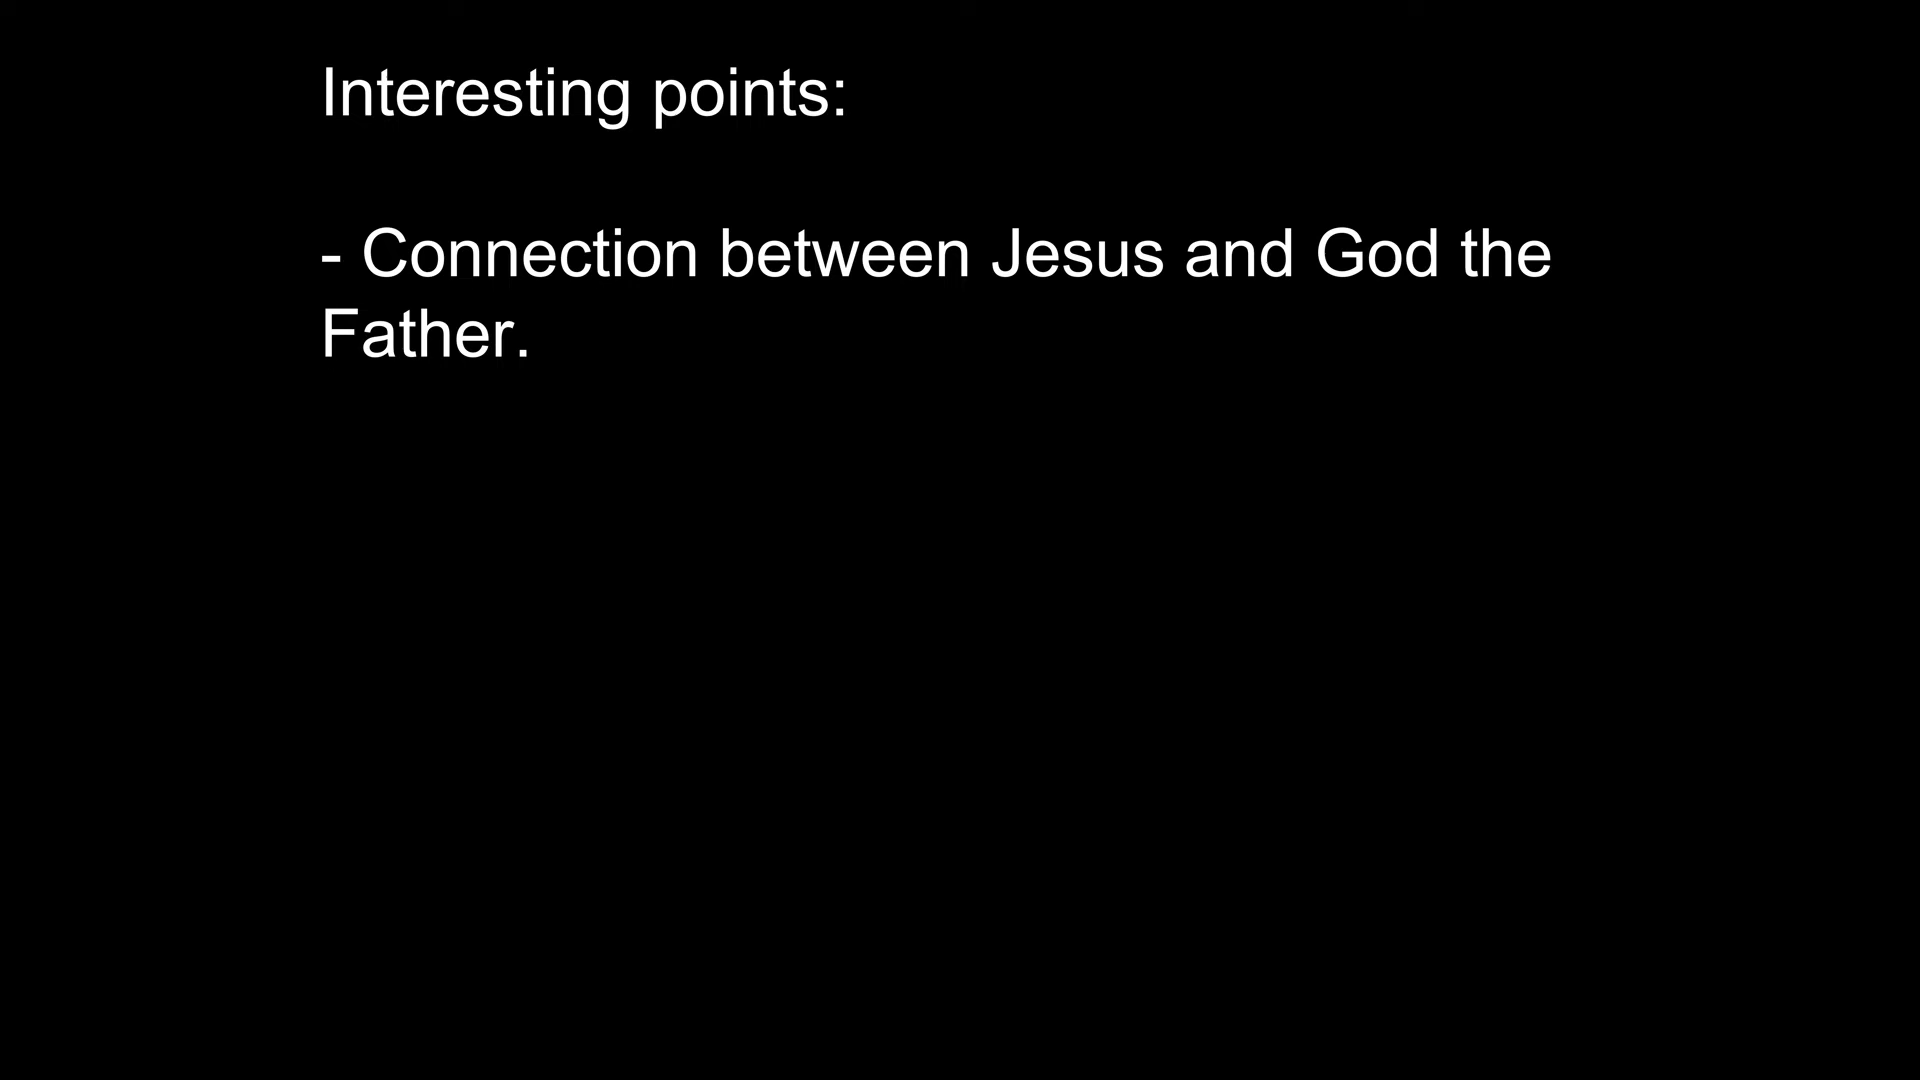 Interesting points:
- Connection between Jesus and God the
Father.